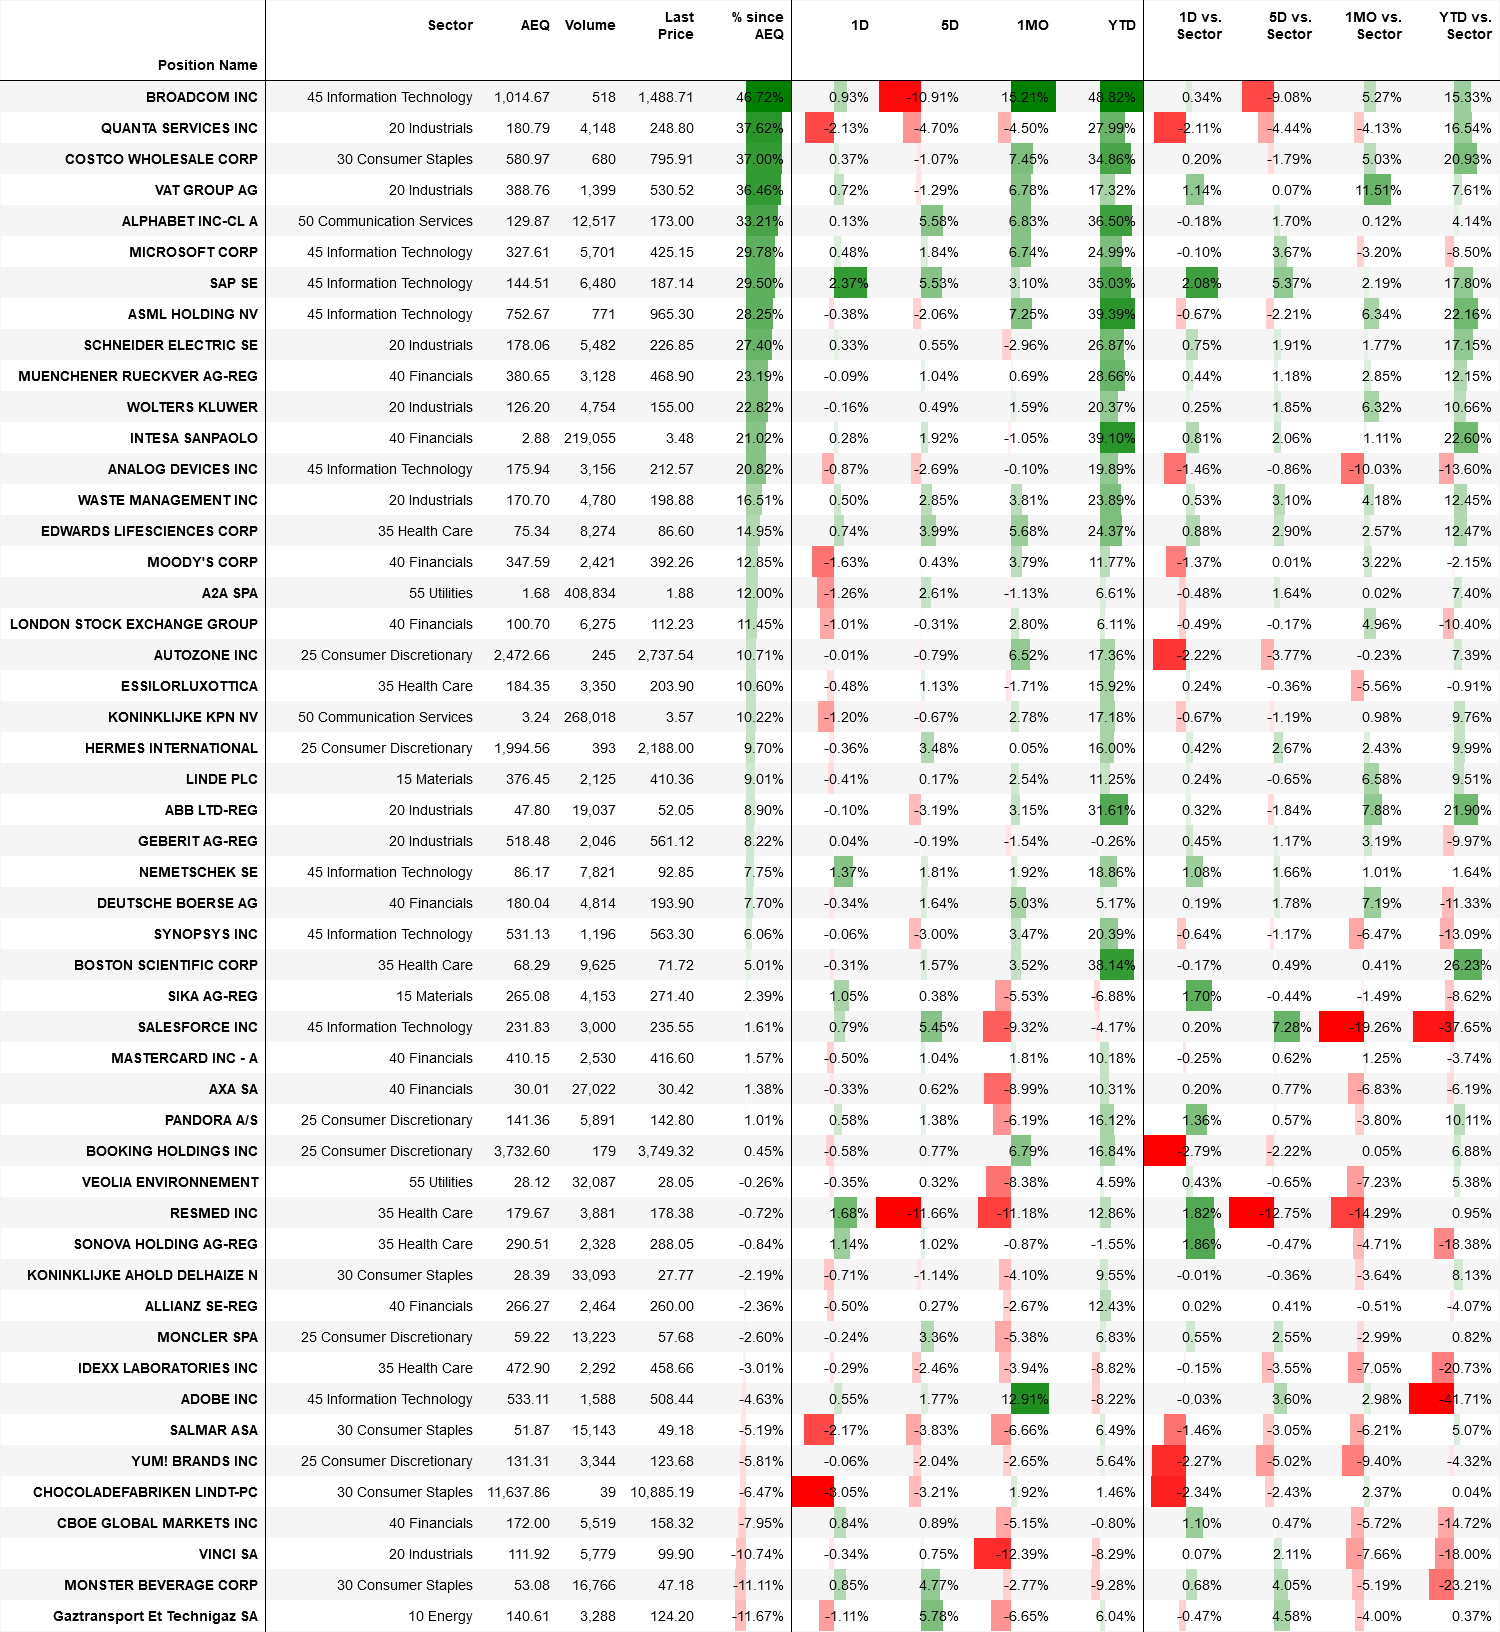 Position Name Sector AEQ Volume Last Price % since AEQ 1D 5D 1MO YTD 1D vs. Sector 5D vs. Sector 1MO vs. Sector YTD vs. Sector
BROADCOM INC 45 Information Technology 1,014.67 518 1,488.71 46.72% 0.93% -10.91% 15.21% 48.82% 0.34% -9.08% 5.27% 15.33%
QUANTA SERVICES INC 20 Industrials 180.79 4,148 248.80 37.62% -2.13% -4.70% -4.50% 27.99% -2.11% -4.44% -4.13% 16.54%
COSTCO WHOLESALE CORP 30 Consumer Staples 580.97 680 795.91 37.00% 0.37% -1.07% 7.45% 34.86% 0.20% -1.79% 5.03% 20.93%
VAT GROUP AG 20 Industrials 388.76 1,399 530.52 36.46% 0.72% -1.29% 6.78% 17.32% 1.14% 0.07% 11.51% 7.61%
ALPHABET INC-CL A 50 Communication Services 129.87 12,517 173.00 33.21% 0.13% 5.58% 6.83% 36.50% -0.18% 1.70% 0.12% 4.14%
MICROSOFT CORP 45 Information Technology 327.61 5,701 425.15 29.78% 0.48% 1.84% 6.74% 24.99% -0.10% 3.67% -3.20% -8.50%
SAP SE 45 Information Technology 144.51 6,480 187.14 29.50% 2.37% 5.53% 3.10% 35.03% 2.08% 5.37% 2.19% 17.80%
ASML HOLDING NV 45 Information Technology 752.67 771 965.30 28.25% -0.38% -2.06% 7.25% 39.39% -0.67% -2.21% 6.34% 22.16%
SCHNEIDER ELECTRIC SE 20 Industrials 178.06 5,482 226.85 27.40% 0.33% 0.55% -2.96% 26.87% 0.75% 1.91% 1.77% 17.15%
MUENCHENER RUECKVER AG-REG 40 Financials 380.65 3,128 468.90 23.19% -0.09% 1.04% 0.69% 28.66% 0.44% 1.18% 2.85% 12.15%
WOLTERS KLUWER 20 Industrials 126.20 4,754 155.00 22.82% -0.16% 0.49% 1.59% 20.37% 0.25% 1.85% 6.32% 10.66%
INTESA SANPAOLO 40 Financials 2.88 219,055 3.48 21.02% 0.28% 1.92% -1.05% 39.10% 0.81% 2.06% 1.11% 22.60%
ANALOG DEVICES INC 45 Information Technology 175.94 3,156 212.57 20.82% -0.87% -2.69% -0.10% 19.89% -1.46% -0.86% -10.03% -13.60%
WASTE MANAGEMENT INC 20 Industrials 170.70 4,780 198.88 16.51% 0.50% 2.85% 3.81% 23.89% 0.53% 3.10% 4.18% 12.45%
EDWARDS LIFESCIENCES CORP 35 Health Care 75.34 8,274 86.60 14.95% 0.74% 3.99% 5.68% 24.37% 0.88% 2.90% 2.57% 12.47%
MOODY'S CORP 40 Financials 347.59 2,421 392.26 12.85% -1.63% 0.43% 3.79% 11.77% -1.37% 0.01% 3.22% -2.15%
A2A SPA 55 Utilities 1.68 408,834 1.88 12.00% -1.26% 2.61% -1.13% 6.61% -0.48% 1.64% 0.02% 7.40%
LONDON STOCK EXCHANGE GROUP 40 Financials 100.70 6,275 112.23 11.45% -1.01% -0.31% 2.80% 6.11% -0.49% -0.17% 4.96% -10.40%
AUTOZONE INC 25 Consumer Discretionary 2,472.66 245 2,737.54 10.71% -0.01% -0.79% 6.52% 17.36% -2.22% -3.77% -0.23% 7.39%
ESSILORLUXOTTICA 35 Health Care 184.35 3,350 203.90 10.60% -0.48% 1.13% -1.71% 15.92% 0.24% -0.36% -5.56% -0.91%
KONINKLIJKE KPN NV 50 Communication Services 3.24 268,018 3.57 10.22% -1.20% -0.67% 2.78% 17.18% -0.67% -1.19% 0.98% 9.76%
HERMES INTERNATIONAL 25 Consumer Discretionary 1,994.56 393 2,188.00 9.70% -0.36% 3.48% 0.05% 16.00% 0.42% 2.67% 2.43% 9.99%
LINDE PLC 15 Materials 376.45 2,125 410.36 9.01% -0.41% 0.17% 2.54% 11.25% 0.24% -0.65% 6.58% 9.51%
ABB LTD-REG 20 Industrials 47.80 19,037 52.05 8.90% -0.10% -3.19% 3.15% 31.61% 0.32% -1.84% 7.88% 21.90%
GEBERIT AG-REG 20 Industrials 518.48 2,046 561.12 8.22% 0.04% -0.19% -1.54% -0.26% 0.45% 1.17% 3.19% -9.97%
NEMETSCHEK SE 45 Information Technology 86.17 7,821 92.85 7.75% 1.37% 1.81% 1.92% 18.86% 1.08% 1.66% 1.01% 1.64%
DEUTSCHE BOERSE AG 40 Financials 180.04 4,814 193.90 7.70% -0.34% 1.64% 5.03% 5.17% 0.19% 1.78% 7.19% -11.33%
SYNOPSYS INC 45 Information Technology 531.13 1,196 563.30 6.06% -0.06% -3.00% 3.47% 20.39% -0.64% -1.17% -6.47% -13.09%
BOSTON SCIENTIFIC CORP 35 Health Care 68.29 9,625 71.72 5.01% -0.31% 1.57% 3.52% 38.14% -0.17% 0.49% 0.41% 26.23%
SIKA AG-REG 15 Materials 265.08 4,153 271.40 2.39% 1.05% 0.38% -5.53% -6.88% 1.70% -0.44% -1.49% -8.62%
SALESFORCE INC 45 Information Technology 231.83 3,000 235.55 1.61% 0.79% 5.45% -9.32% -4.17% 0.20% 7.28% -19.26% -37.65%
MASTERCARD INC - A 40 Financials 410.15 2,530 416.60 1.57% -0.50% 1.04% 1.81% 10.18% -0.25% 0.62% 1.25% -3.74%
AXA SA 40 Financials 30.01 27,022 30.42 1.38% -0.33% 0.62% -8.99% 10.31% 0.20% 0.77% -6.83% -6.19%
PANDORA A/S 25 Consumer Discretionary 141.36 5,891 142.80 1.01% 0.58% 1.38% -6.19% 16.12% 1.36% 0.57% -3.80% 10.11%
BOOKING HOLDINGS INC 25 Consumer Discretionary 3,732.60 179 3,749.32 0.45% -0.58% 0.77% 6.79% 16.84% -2.79% -2.22% 0.05% 6.88%
VEOLIA ENVIRONNEMENT 55 Utilities 28.12 32,087 28.05 -0.26% -0.35% 0.32% -8.38% 4.59% 0.43% -0.65% -7.23% 5.38%
RESMED INC 35 Health Care 179.67 3,881 178.38 -0.72% 1.68% -11.66% -11.18% 12.86% 1.82% -12.75% -14.29% 0.95%
SONOVA HOLDING AG-REG 35 Health Care 290.51 2,328 288.05 -0.84% 1.14% 1.02% -0.87% -1.55% 1.86% -0.47% -4.71% -18.38%
KONINKLIJKE AHOLD DELHAIZE N 30 Consumer Staples 28.39 33,093 27.77 -2.19% -0.71% -1.14% -4.10% 9.55% -0.01% -0.36% -3.64% 8.13%
ALLIANZ SE-REG 40 Financials 266.27 2,464 260.00 -2.36% -0.50% 0.27% -2.67% 12.43% 0.02% 0.41% -0.51% -4.07%
MONCLER SPA 25 Consumer Discretionary 59.22 13,223 57.68 -2.60% -0.24% 3.36% -5.38% 6.83% 0.55% 2.55% -2.99% 0.82%
IDEXX LABORATORIES INC 35 Health Care 472.90 2,292 458.66 -3.01% -0.29% -2.46% -3.94% -8.82% -0.15% -3.55% -7.05% -20.73%
ADOBE INC 45 Information Technology 533.11 1,588 508.44 -4.63% 0.55% 1.77% 12.91% -8.22% -0.03% 3.60% 2.98% -41.71%
SALMAR ASA 30 Consumer Staples 51.87 15,143 49.18 -5.19% -2.17% -3.83% -6.66% 6.49% -1.46% -3.05% -6.21% 5.07%
YUM! BRANDS INC 25 Consumer Discretionary 131.31 3,344 123.68 -5.81% -0.06% -2.04% -2.65% 5.64% -2.27% -5.02% -9.40% -4.32%
CHOCOLADEFABRIKEN LINDT-PC 30 Consumer Staples 11,637.86 39 10,885.19 -6.47% -3.05% -3.21% 1.92% 1.46% -2.34% -2.43% 2.37% 0.04%
CBOE GLOBAL MARKETS INC 40 Financials 172.00 5,519 158.32 -7.95% 0.84% 0.89% -5.15% -0.80% 1.10% 0.47% -5.72% -14.72%
VINCI SA 20 Industrials 111.92 5,779 99.90 -10.74% -0.34% 0.75% -12.39% -8.29% 0.07% 2.11% -7.66% -18.00%
MONSTER BEVERAGE CORP 30 Consumer Staples 53.08 16,766 47.18 -11.11% 0.85% 4.77% -2.77% -9.28% 0.68% 4.05% -5.19% -23.21%
Gaztransport Et Technigaz SA 10 Energy 140.61 3,288 124.20 -11.67% -1.11% 5.78% -6.65% 6.04% -0.47% 4.58% -4.00% 0.37%